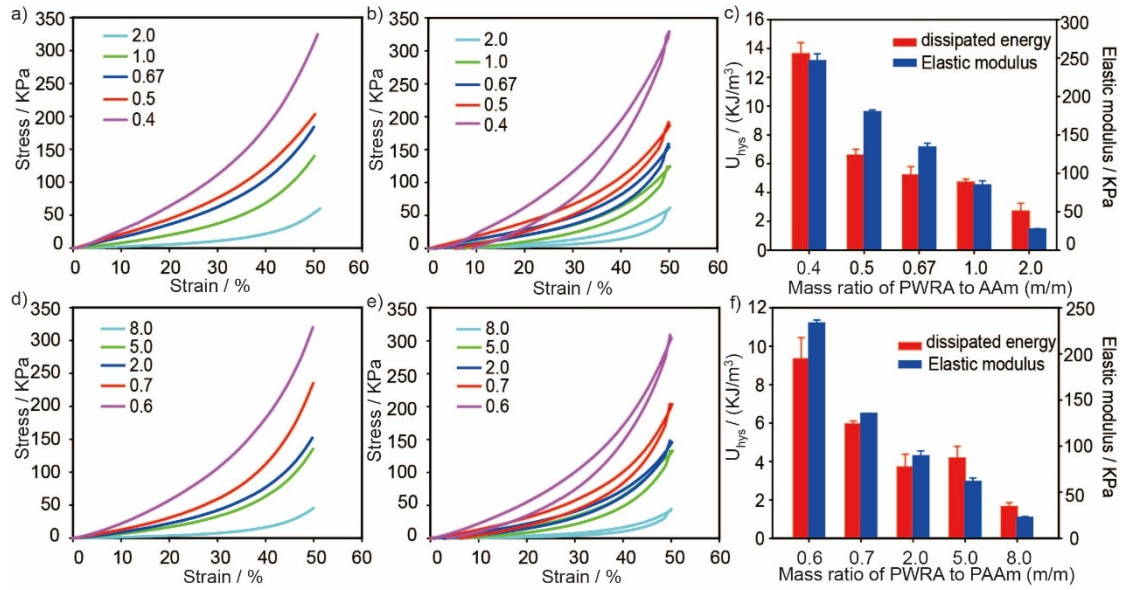 a)
350
300
250
200
150
100
50
0
Stress / KPa
2.0
1.0
0.67
0.5
0.4
0 10 20 30 40 50 60
Strain / %
b)
350
300
250
200
150
100
50
0
Stress / KPa
2.0
1.0
0.67
0.5
0.4
0 10 20 30 40 50 60
Strain / %
c)
16
14
12
10
8
6
4
2
0
U hys / (KJ/m³)
dissipated energy
Elastic modulus
300
250
200
150
100
50
0
Elastic modulus / KPa
0.4 0.5 0.67 1.0 2.0
Mass ratio of PWRA to AAm (m/m)
d)
350
300
250
200
150
100
50
0
Stress / KPa
8.0
5.0
2.0
0.7
0.6
0 10 20 30 40 50 60
Strain / %
e)
350
300
250
200
150
100
50
0
Stress / KPa
8.0
5.0
2.0
0.7
0.6
0 10 20 30 40 50 60
Strain / %
f)
12
10
8
6
4
2
0
U hys / (KJ/m³)
dissipated energy
Elastic modulus
250
200
150
100
50
0
Elastic modulus / KPa
0.6 0.7 2.0 5.0 8.0
Mass ratio of PWRA to PAAm (m/m)